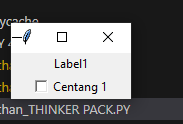 ycache
Label1
Centang 1
than_THINKER PACK.PY